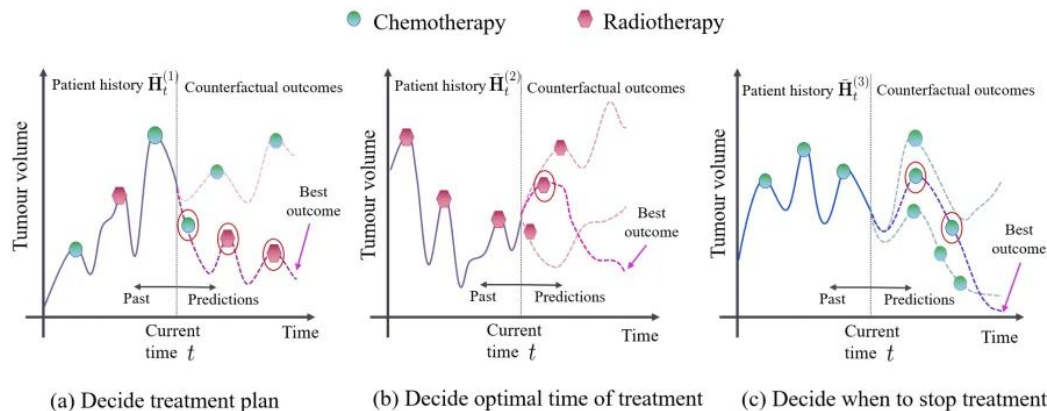 Chemotherapy
Radiotherapy
Patient history H̄ₜ⁽¹⁾
Counterfactual outcomes
Tumour volume
Best
outcome
Past
Predictions
Current
time t
Time
(a) Decide treatment plan
Patient history H̄ₜ⁽²⁾
Counterfactual outcomes
Tumour volume
Best
outcome
Past
Predictions
Current
time t
Time
(b) Decide optimal time of treatment
Patient history H̄ₜ⁽³⁾
Counterfactual outcomes
Tumour volume
Best
outcome
Past
Predictions
Current
time t
Time
(c) Decide when to stop treatment